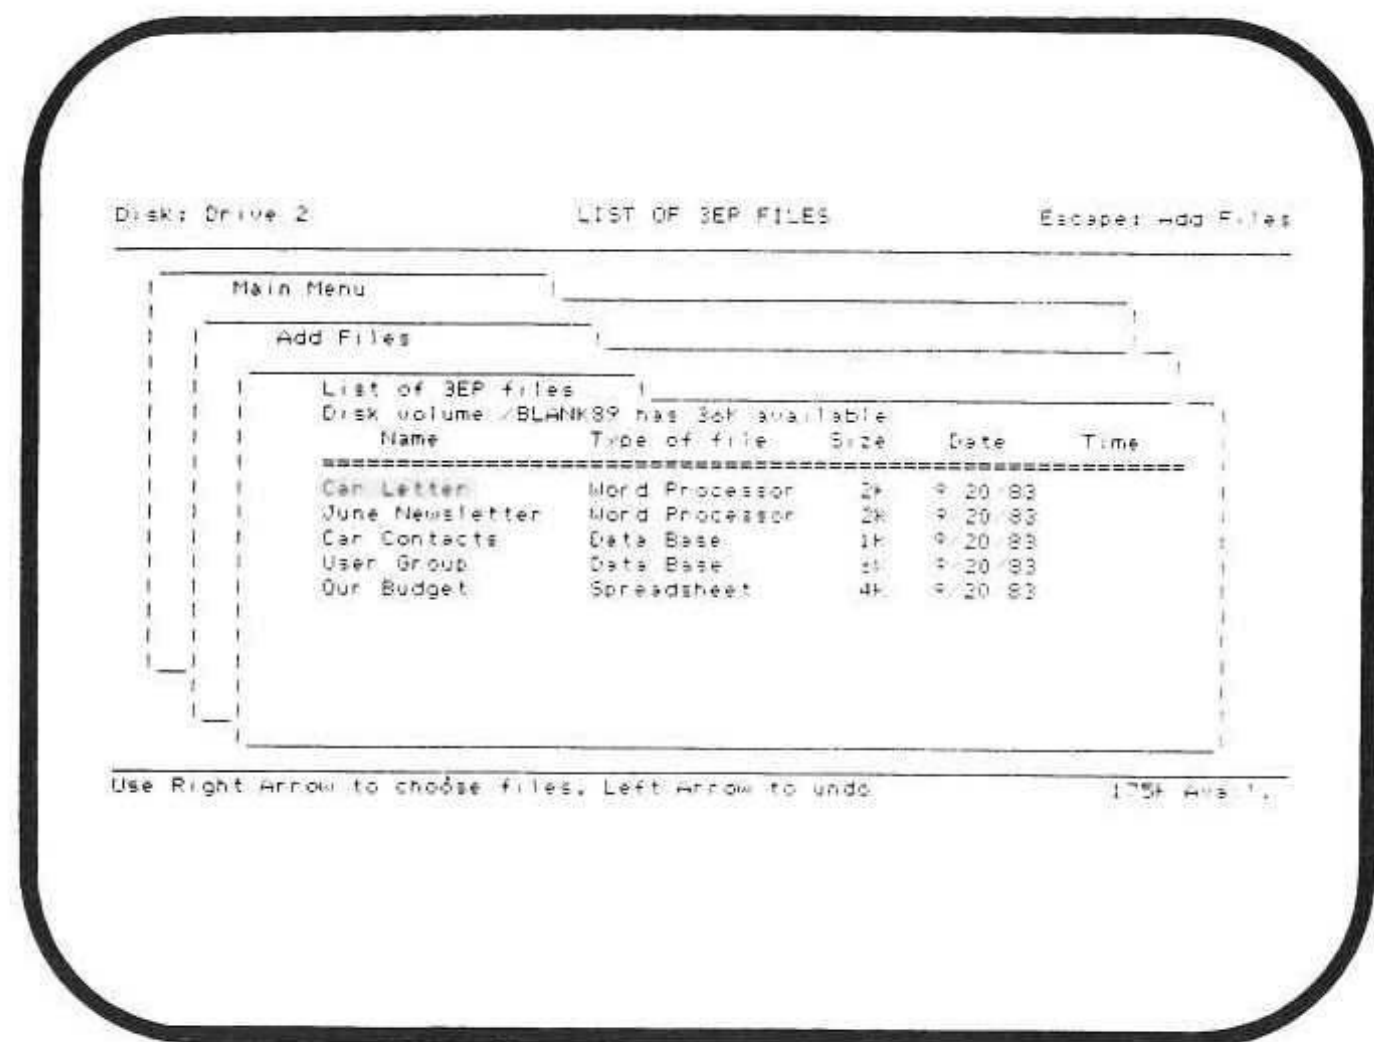 Disk: Drive 2 LIST OF 3EP FILES Escape: Add Files
Main Menu
Add Files
List of 3EP files
Disk volume /BLANK89 has 36K available
Name Type of file Size Date Time
Car Letter Word Processor 2K 9/20/83
June Newsletter Word Processor 2K 9/20/83
Car Contacts Data Base 1K 9/20/83
User Group Data Base 9/20/83
Our Budget Spreadsheet 4K 9/20/83
Use Right Arrow to choose files, Left Arrow to undo 175K Avail.